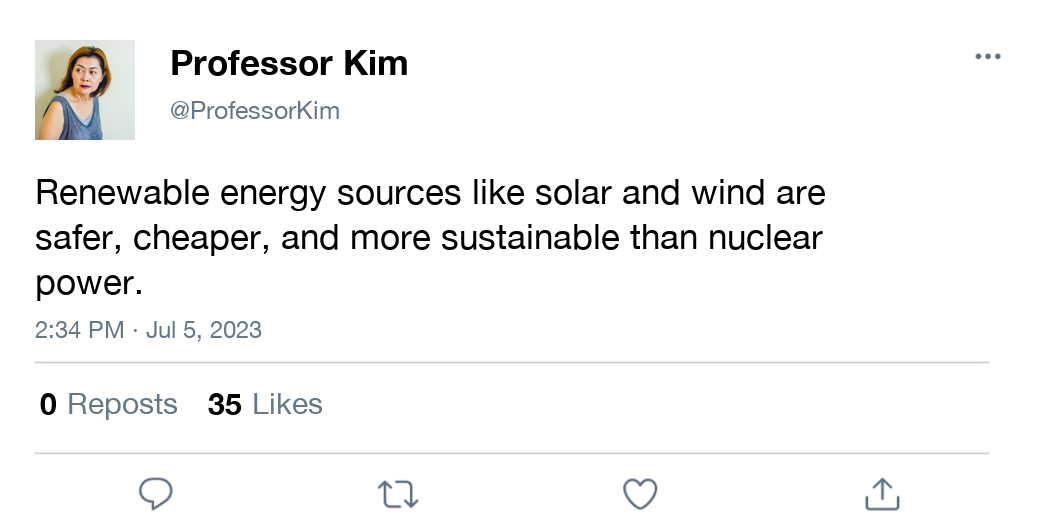 Professor Kim
@ProfessorKim
Renewable energy sources like solar and wind are
safer, cheaper, and more sustainable than nuclear
power.
2:34 PM · Jul 5, 2023
0 Reposts 35 Likes